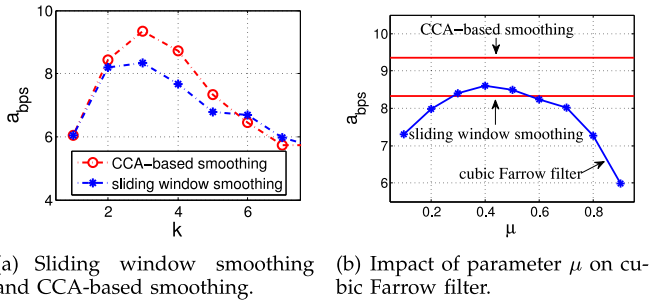 10
8
6
4
a_bps
2
4
6
k
CCA-based smoothing
sliding window smoothing
10
9
8
7
6
a_bps
0.2
0.4
0.6
0.8
μ
CCA-based smoothing
sliding window smoothing
cubic Farrow filter
(a) Sliding window smoothing
and CCA-based smoothing.
(b) Impact of parameter μ on cu-
bic Farrow filter.